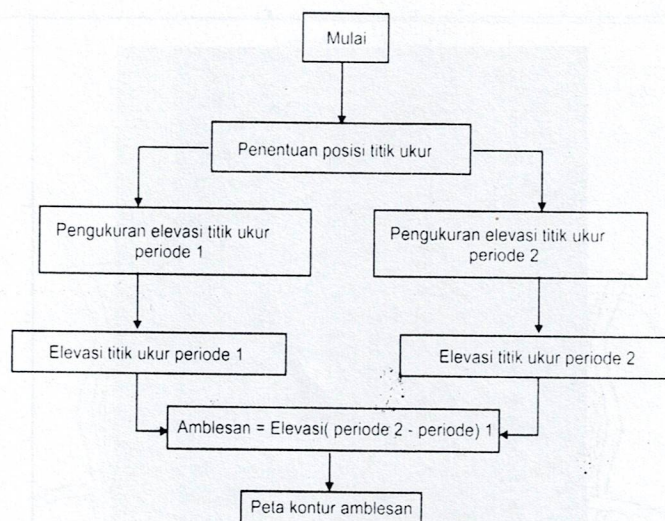 Mulai
Penentuan posisi titik ukur
Pengukuran elevasi titik ukur
periode 1
Pengukuran elevasi titik ukur
periode 2
Elevasi titik ukur periode 1
Elevasi titik ukur periode 2
Amblesan = Elevasi( periode 2 - periode) 1
Peta kontur amblesan